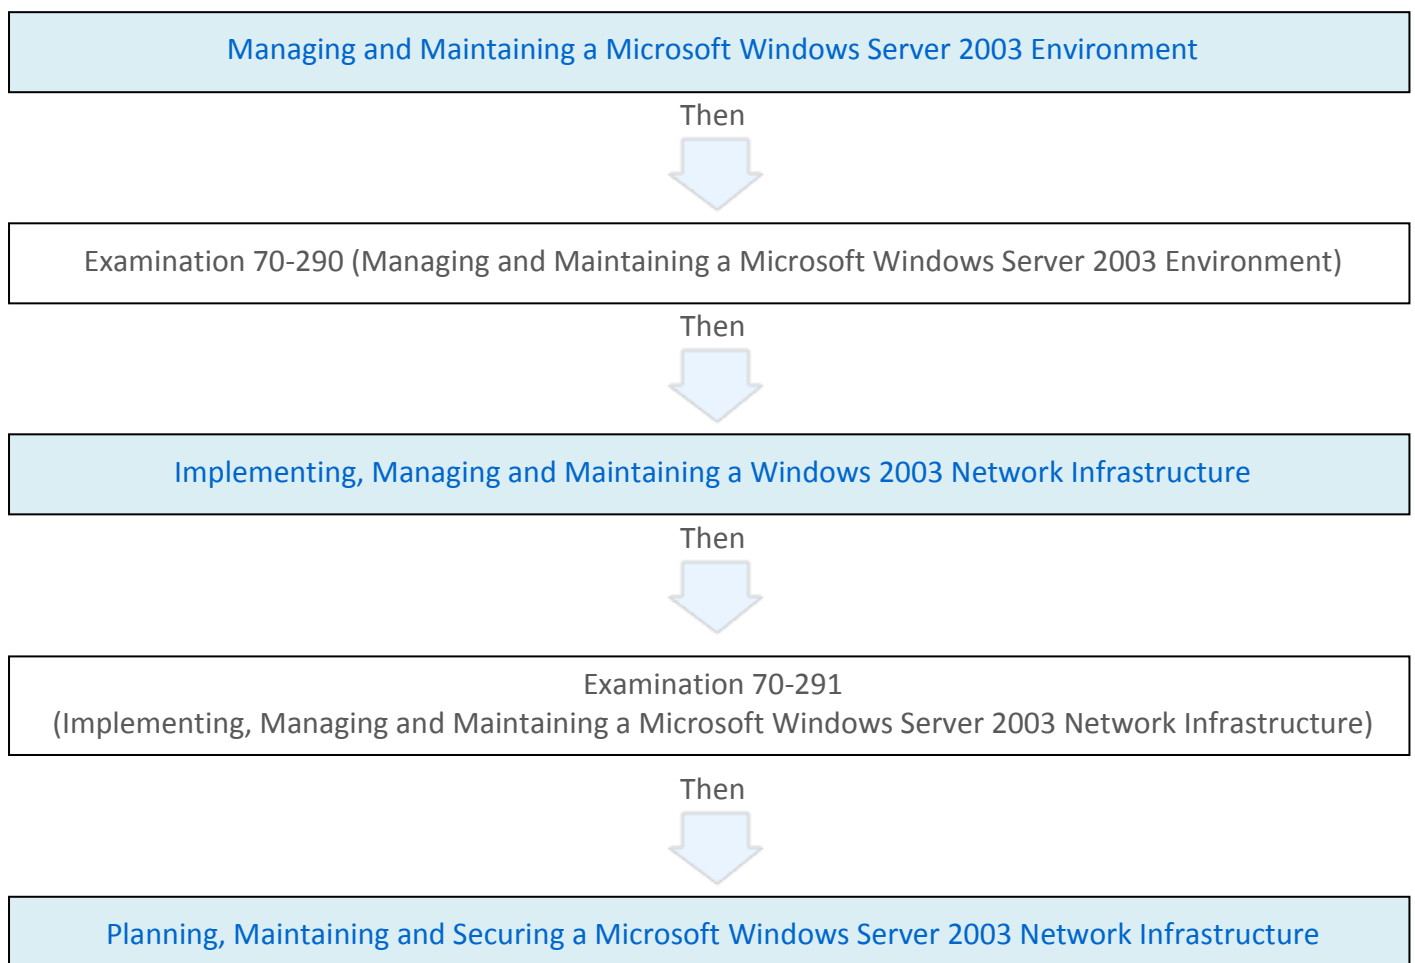 Managing and Maintaining a Microsoft Windows Server 2003 Environment
Then
Examination 70-290 (Managing and Maintaining a Microsoft Windows Server 2003 Environment)
Then
Implementing, Managing and Maintaining a Windows 2003 Network Infrastructure
Then
Examination 70-291
(Implementing, Managing and Maintaining a Microsoft Windows Server 2003 Network Infrastructure)
Then
Planning, Maintaining and Securing a Microsoft Windows Server 2003 Network Infrastructure